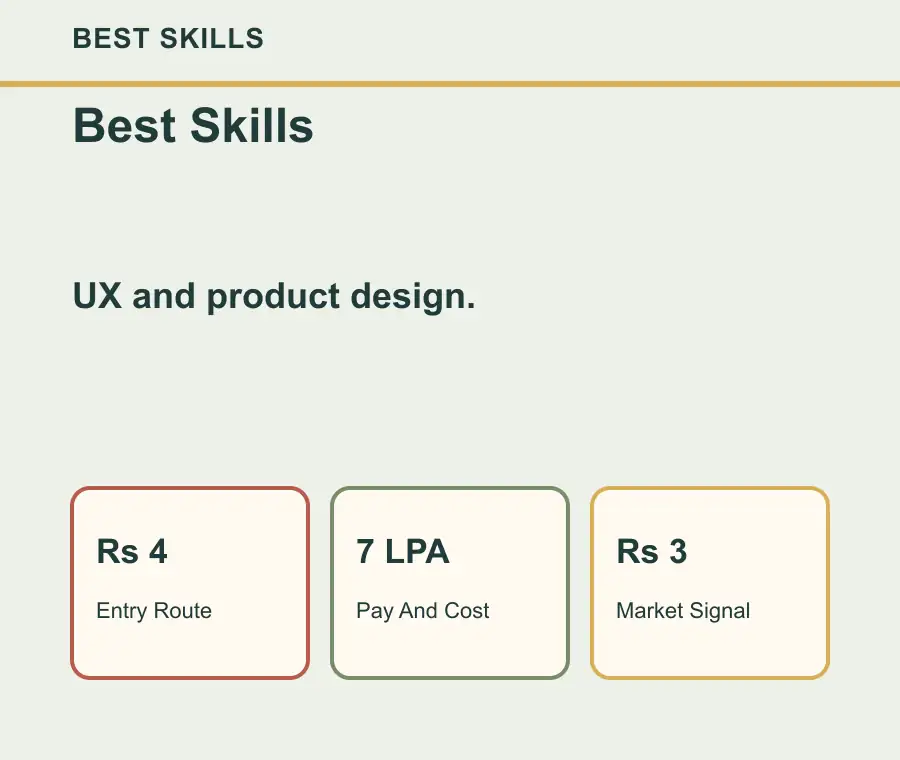 BEST SKILLS
Best Skills
UX and product design.
Rs 4
Entry Route
7 LPA
Pay And Cost
Rs 3
Market Signal